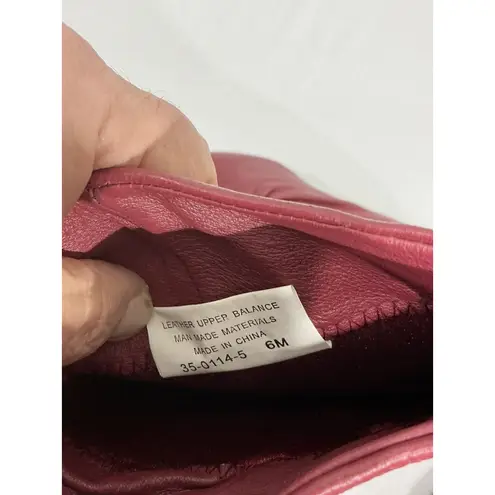 LEATHER UPPER BALANCE
MAN MADE MATERIALS
MADE IN CHINA
35-0114-5 6M